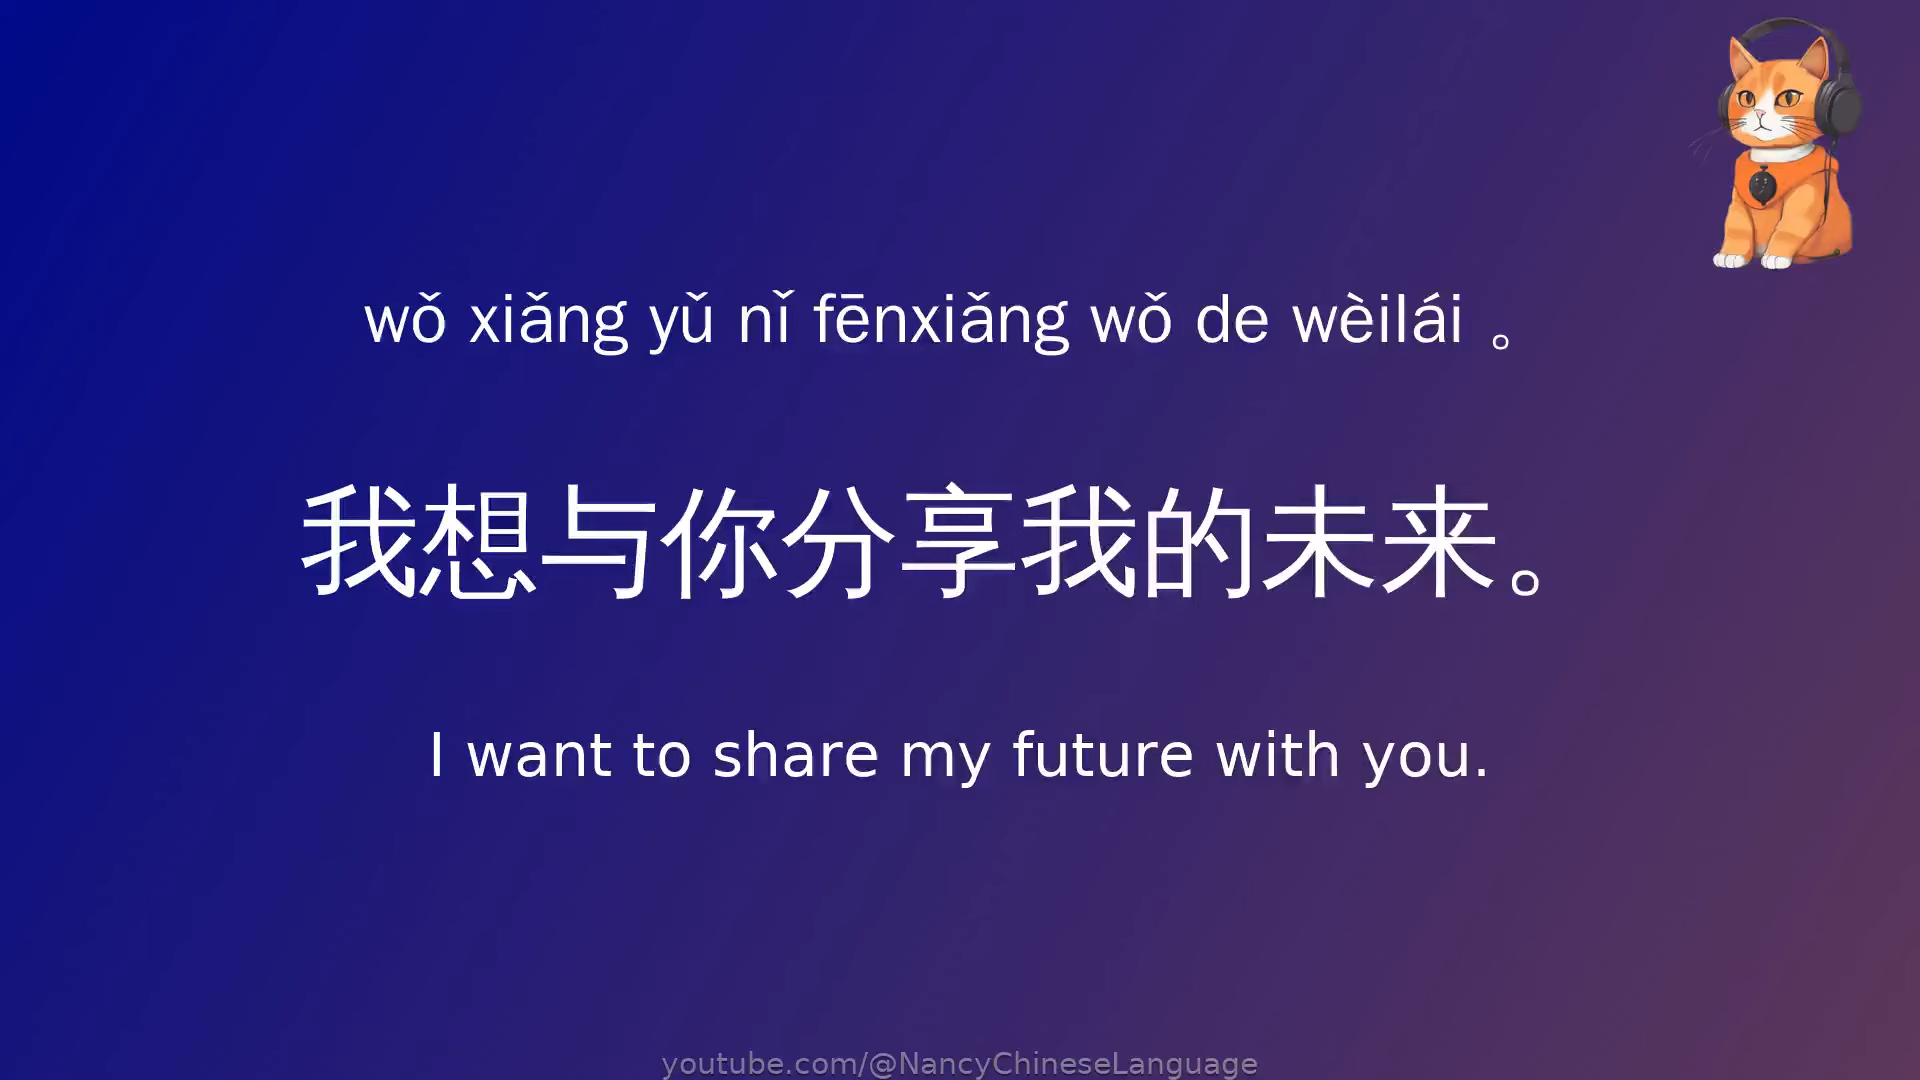 wǒ xiǎng yǔ nǐ fēnxiǎng wǒ de wèilái 。
我想与你分享我的未来。
I want to share my future with you.
youtube.com/@NancyChineseLanguage